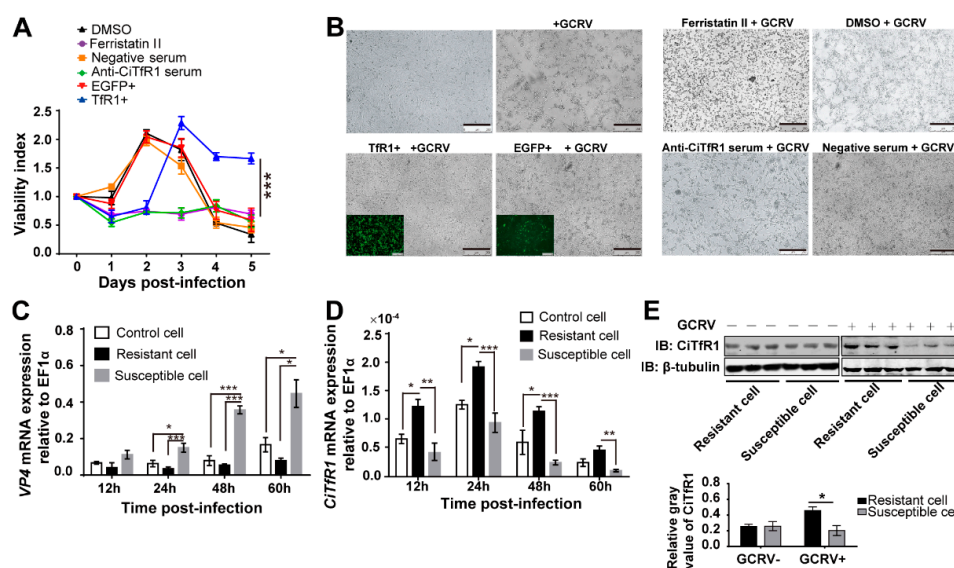 A
DMSO
Ferristatin II
Negative serum
Anti-CiTfR1 serum
EGFP+
TfR1+
Viability index
2.5
2.0
1.5
1.0
0.5
0.0
***
0 1 2 3 4 5
Days post-infection
B
+GCRV
TfR1+ +GCRV
EGFP+ + GCRV
Ferristatin II + GCRV
DMSO + GCRV
Anti-CiTfR1 serum + GCRV
Negative serum + GCRV
C
VP4 mRNA expression
relative to EF1α
0.8
0.6
0.4
0.2
0.0
Control cell
Resistant cell
Susceptible cell
*
***
***
***
*
*
12h 24h 48h 60h
Time post-infection
D
CiTfR1 mRNA expression
relative to EF1α
×10⁻⁴
2.5
2.0
1.5
1.0
0.5
0.0
Control cell
Resistant cell
Susceptible cell
* **
* ***
* ***
**
12h 24h 48h 60h
Time post-infection
E
GCRV
− − − − − − + + + + + +
IB: CiTfR1
IB: β-tubulin
Resistant cell
Susceptible cell
Resistant cell
Susceptible cell
Relative gray
value of CiTfR1
0.8
0.6
0.4
0.2
0.0
Resistant cell
Susceptible ce
*
GCRV- GCRV+